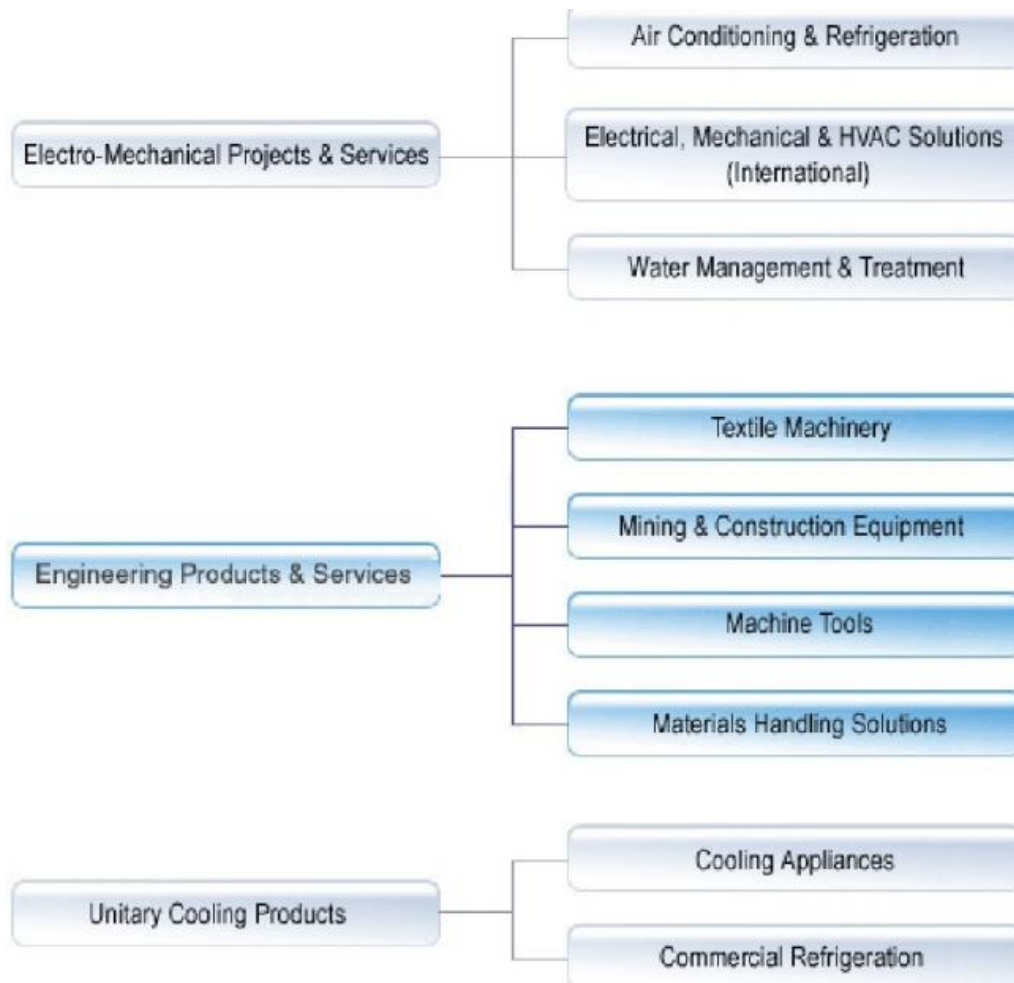 Air Conditioning & Refrigeration
Electro-Mechanical Projects & Services
Electrical, Mechanical & HVAC Solutions
(International)
Water Management & Treatment
Textile Machinery
Mining & Construction Equipment
Engineering Products & Services
Machine Tools
Materials Handling Solutions
Cooling Appliances
Unitary Cooling Products
Commercial Refrigeration